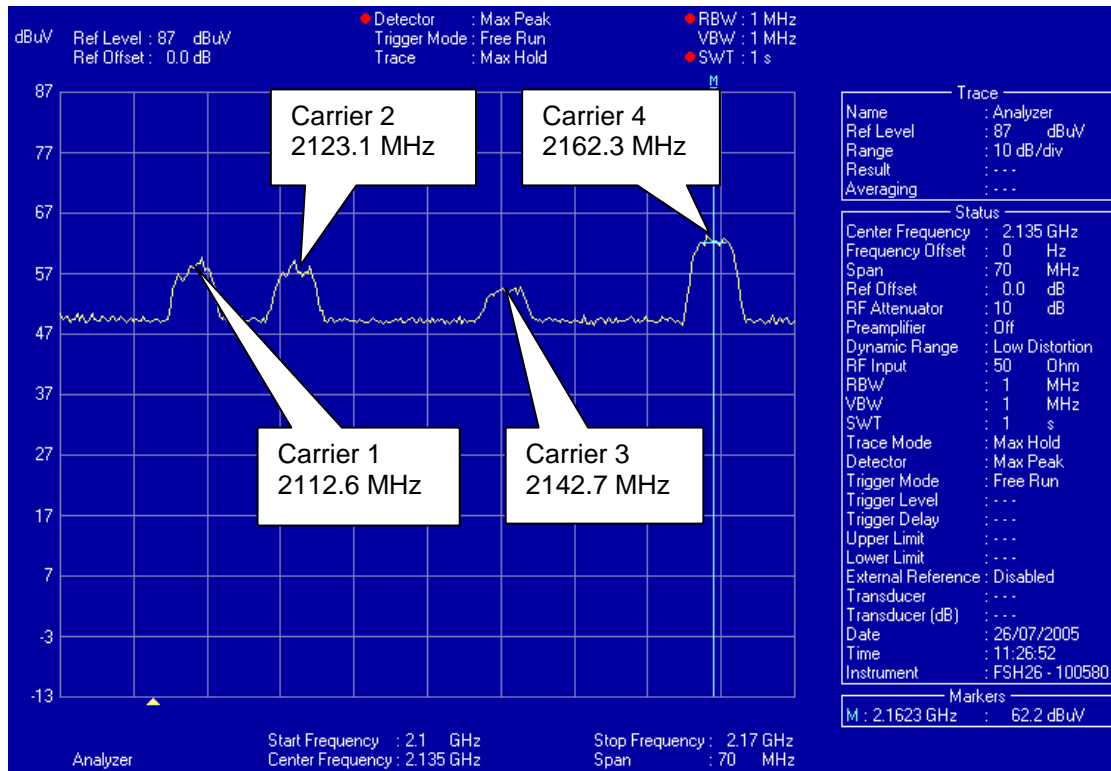 dBuV
Ref Level : 87 dBuV
Ref Offset : 0.0 dB
Detector : Max Peak
Trigger Mode : Free Run
Trace : Max Hold
RBW : 1 MHz
VBW : 1 MHz
SWT : 1 s
M
87
77
67
57
47
37
27
17
7
-3
-13
Carrier 2
2123.1 MHz
Carrier 4
2162.3 MHz
Carrier 1
2112.6 MHz
Carrier 3
2142.7 MHz
Analyzer
Start Frequency : 2.1 GHz
Center Frequency : 2.135 GHz
Stop Frequency : 2.17 GHz
Span : 70 MHz
Trace
Name : Analyzer
Ref Level : 87 dBuV
Range : 10 dB/div
Result : - - -
Averaging : - - -
Status
Center Frequency : 2.135 GHz
Frequency Offset : 0 Hz
Span : 70 MHz
Ref Offset : 0.0 dB
RF Attenuator : 10 dB
Preamplifier : Off
Dynamic Range : Low Distortion
RF Input : 50 Ohm
RBW : 1 MHz
VBW : 1 MHz
SWT : 1 s
Trace Mode : Max Hold
Detector : Max Peak
Trigger Mode : Free Run
Trigger Level : - - -
Trigger Delay : - - -
Upper Limit : - - -
Lower Limit : - - -
External Reference : Disabled
Transducer : - - -
Transducer (dB) : - - -
Date : 26/07/2005
Time : 11:26:52
Instrument : FSH26 - 100580
Markers
M : 2.1623 GHz : 62.2 dBuV